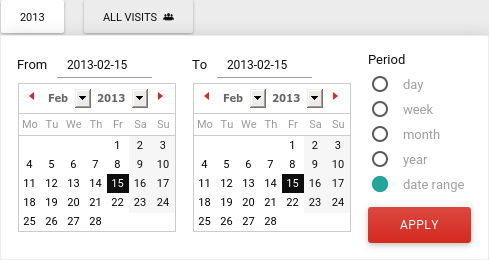 2013 ALL VISITS
From 2013-02-15 To 2013-02-15 Period
Feb 2013 Feb 2013 day
Mo Tu We Th Fr Sa Su Mo Tu We Th Fr Sa Su week
1 2 3 1 2 3 month
4 5 6 7 8 9 10 4 5 6 7 8 9 10 year
11 12 13 14 15 16 17 11 12 13 14 15 16 17 date range
18 19 20 21 22 23 24 18 19 20 21 22 23 24 APPLY
25 26 27 28 25 26 27 28